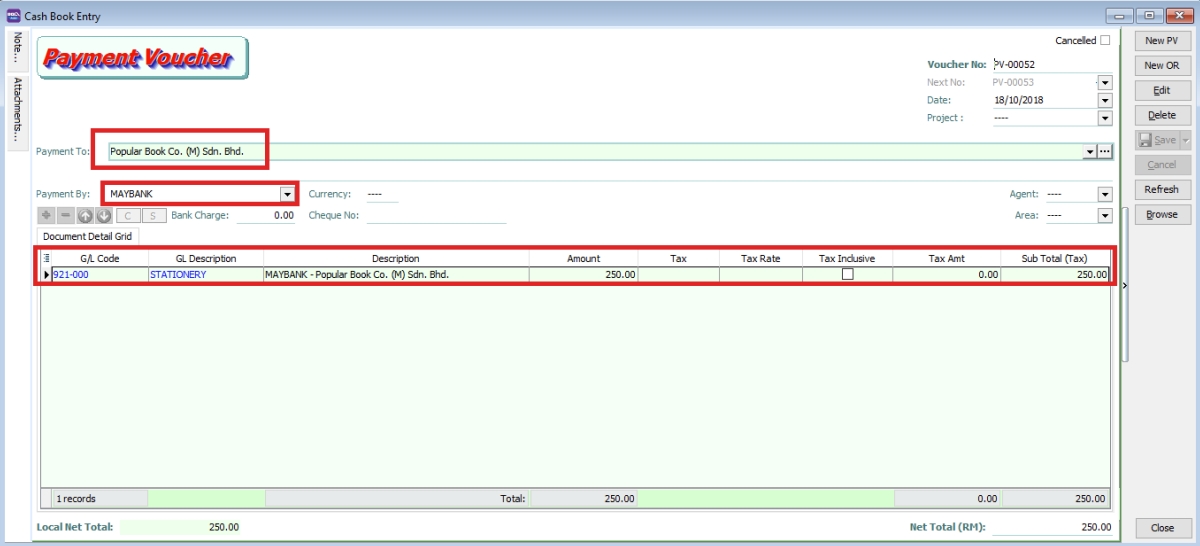 Cash Book Entry
Note...
Attachments...
Payment Voucher
Cancelled
Voucher No: PV-00052
Next No: PV-00053
Date: 18/10/2018
Project : ----
Payment To: Popular Book Co. (M) Sdn. Bhd.
Payment By: MAYBANK Currency: ---- Agent: ----
C S Bank Charge: 0.00 Cheque No: Area: ----
Document Detail Grid
G/L Code GL Description Description Amount Tax Tax Rate Tax Inclusive Tax Amt Sub Total (Tax)
921-000 STATIONERY MAYBANK - Popular Book Co. (M) Sdn. Bhd. 250.00 0.00 250.00
1 records Total: 250.00 0.00 250.00
Local Net Total: 250.00 Net Total (RM): 250.00
New PV
New OR
Edit
Delete
Save
Cancel
Refresh
Browse
Close